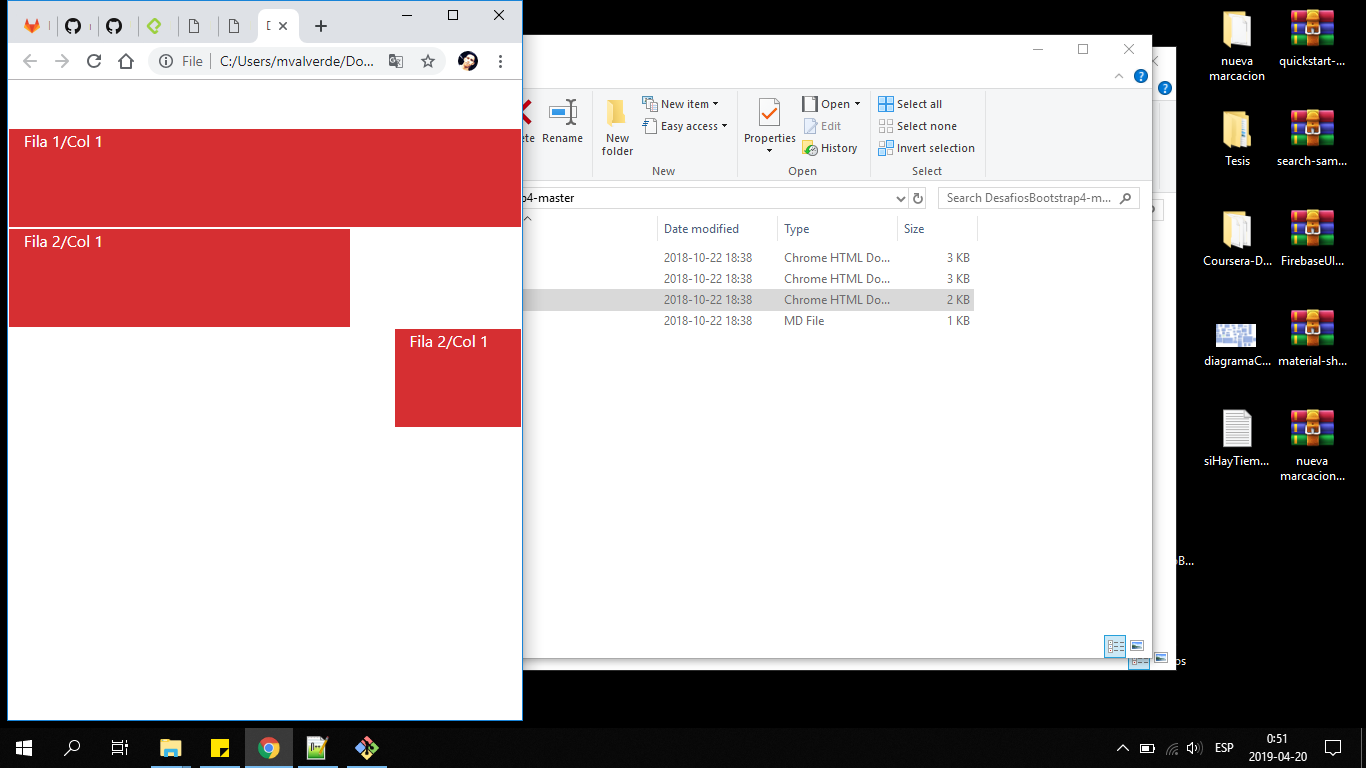 D
File C:/Users/mvalverde/Do...
Fila 1/Col 1
Fila 2/Col 1
Fila 2/Col 1
ete
Rename
New
folder
New item
Easy access
New
Properties
Open
Edit
History
Open
Select all
Select none
Invert selection
Select
p4-master
Search DesafiosBootstrap4-m...
Date modified Type Size
2018-10-22 18:38 Chrome HTML Do... 3 KB
2018-10-22 18:38 Chrome HTML Do... 3 KB
2018-10-22 18:38 Chrome HTML Do... 2 KB
2018-10-22 18:38 MD File 1 KB
nueva
marcacion
quickstart-...
Tesis
search-sam...
Coursera-D...
FirebaseUI...
diagramaC...
material-sh...
siHayTiem...
nueva
marcacion...
B...
os
ESP
0:51
2019-04-20